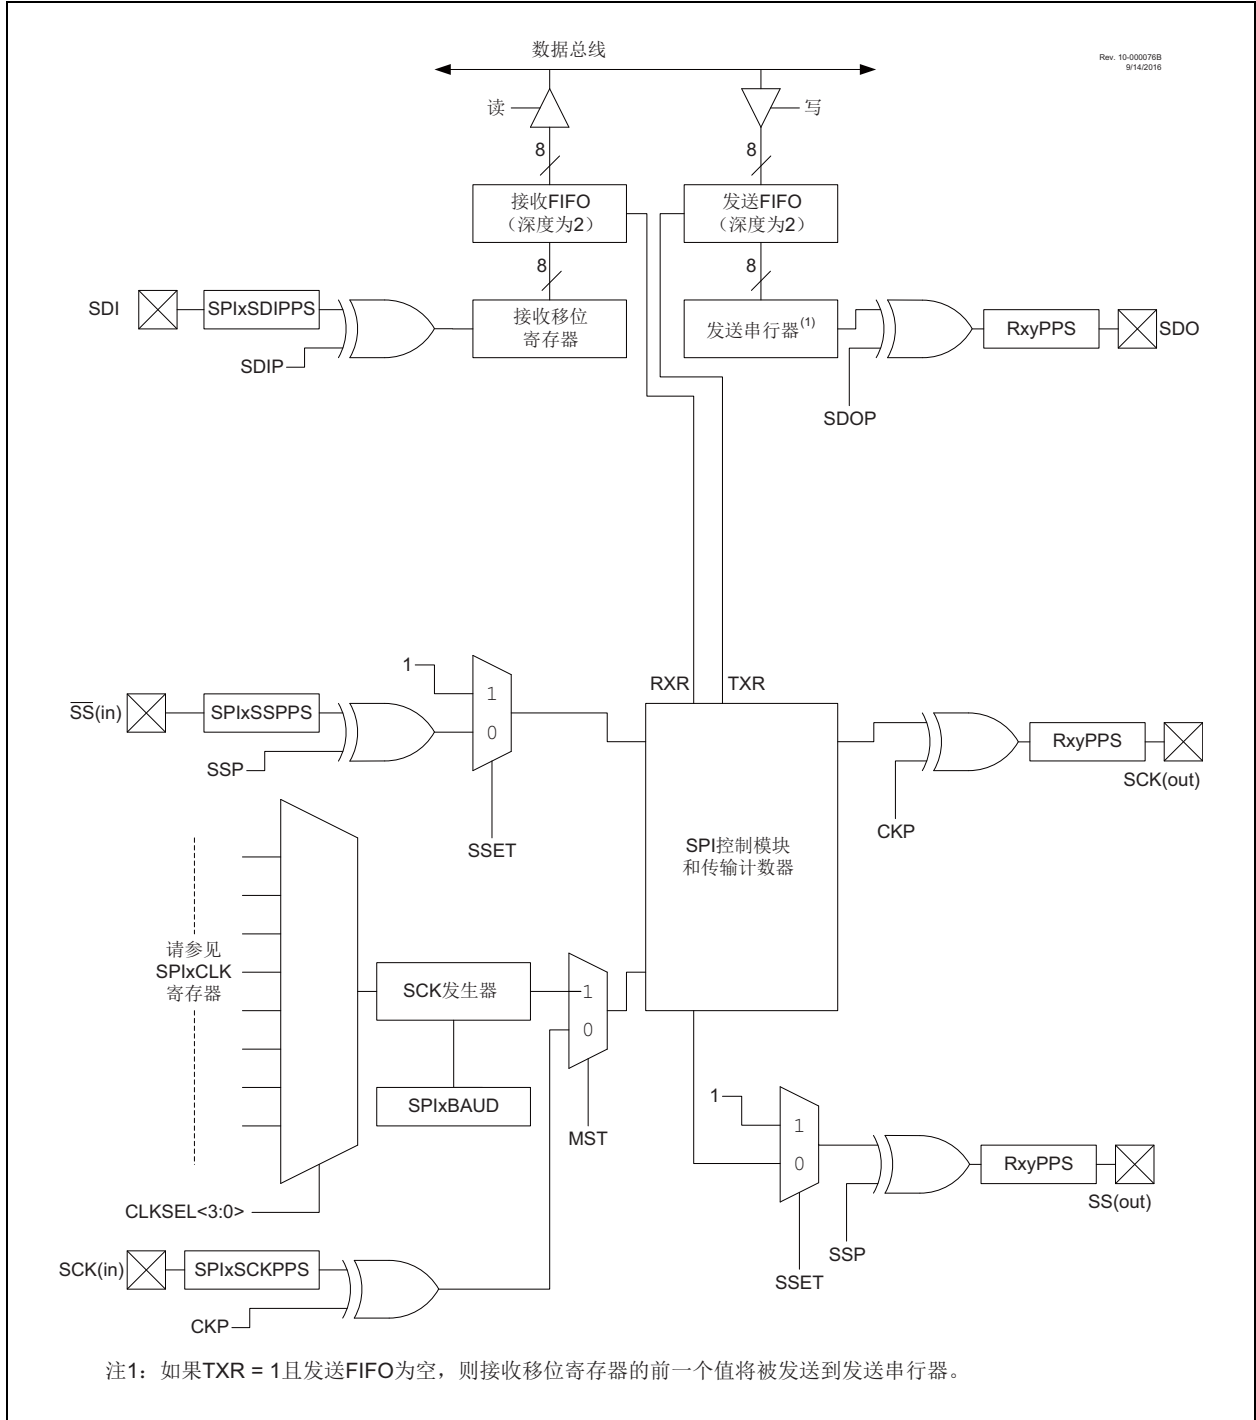 数据总线
Rev. 10-000076B
9/14/2016
读
写
8
8
接收FIFO
（深度为2）
发送FIFO
（深度为2）
8
8
SDI
SPIxSDIPPS
接收移位
寄存器
发送串行器(1)
RxyPPS
SDO
SDIP
SDOP
1
RXR
TXR
1
0
SS(in)
SPIxSSPPS
SSP
SSET
RxyPPS
SCK(out)
CKP
SPI控制模块
和传输计数器
请参见
SPIxCLK
寄存器
SCK发生器
1
0
SPIxBAUD
MST
1
1
0
RxyPPS
SS(out)
CLKSEL<3:0>
SSP
SSET
SCK(in)
SPIxSCKPPS
CKP
注1：如果TXR = 1且发送FIFO为空，则接收移位寄存器的前一个值将被发送到发送串行器。